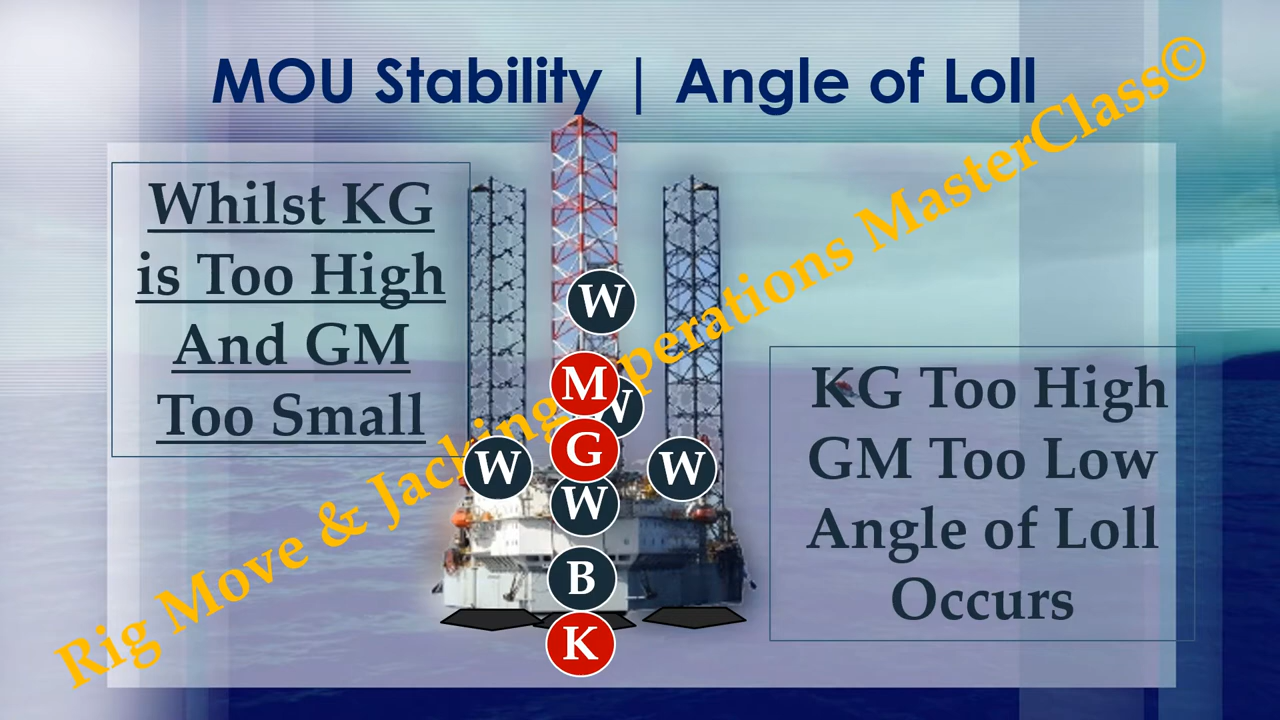 MOU Stability | Angle of Loll
Whilst KG
is Too High
And GM
Too Small
W
M
W
G
W
W
W
B
K
KG Too High
GM Too Low
Angle of Loll
Occurs
Rig Move & Jacking Operations MasterClass©